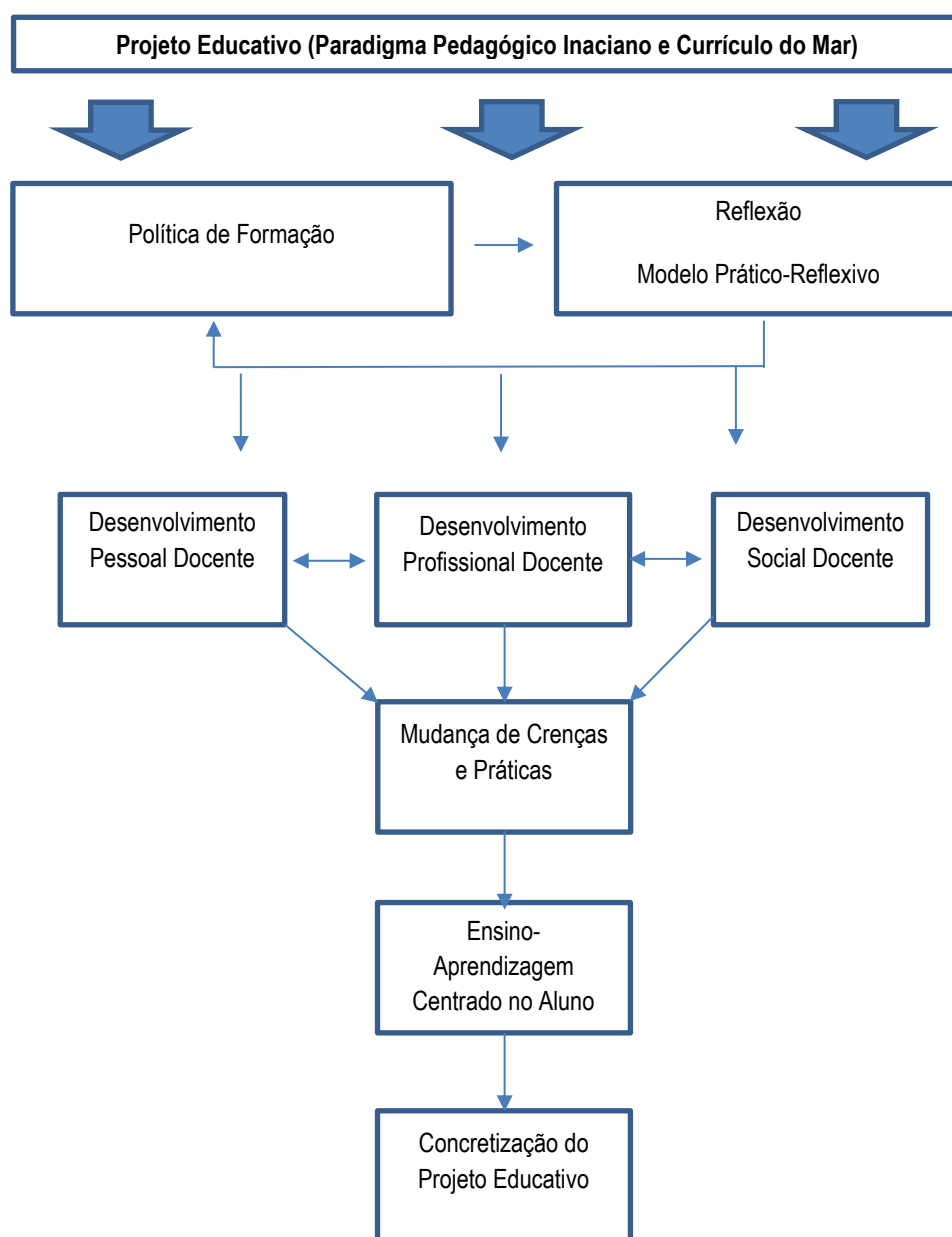 Projeto Educativo (Paradigma Pedagógico Inaciano e Currículo do Mar)
Política de Formação
Reflexão
Modelo Prático-Reflexivo
Desenvolvimento
Pessoal Docente
Desenvolvimento
Profissional Docente
Desenvolvimento
Social Docente
Mudança de Crenças
e Práticas
Ensino-
Aprendizagem
Centrado no Aluno
Concretização do
Projeto Educativo